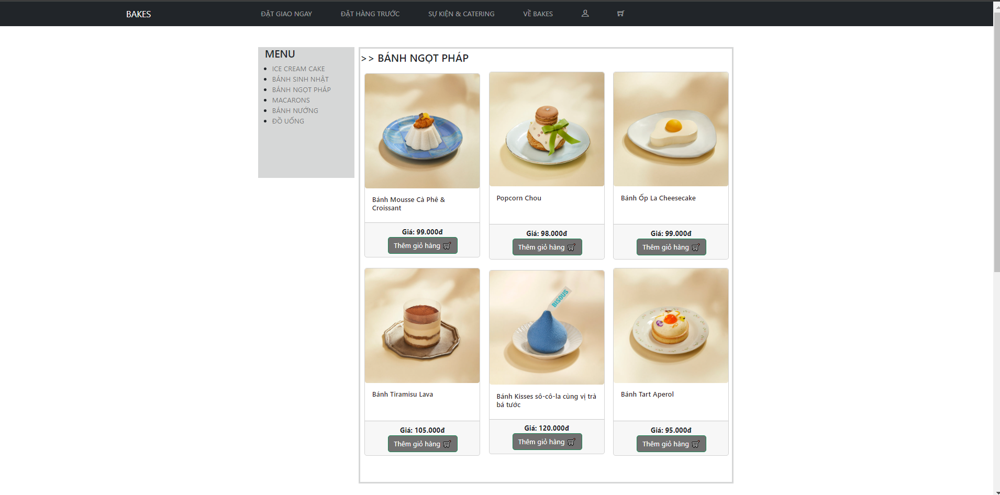 BAKES
ĐẶT GIAO NGAY
ĐẶT HÀNG TRƯỚC
SỰ KIỆN & CATERING
VỀ BAKES
MENU
ICE CREAM CAKE
BÁNH SINH NHẬT
BÁNH NGỌT PHÁP
MACARONS
BÁNH NƯỚNG
ĐỒ UỐNG
>> BÁNH NGỌT PHÁP
Bánh Mousse Cà Phê &
Croissant
Giá: 99.000đ
Thêm giỏ hàng
Popcorn Chou
Giá: 98.000đ
Thêm giỏ hàng
Bánh Ốp La Cheesecake
Giá: 99.000đ
Thêm giỏ hàng
Bánh Tiramisu Lava
Giá: 105.000đ
Thêm giỏ hàng
BISOUS
Bánh Kisses sô-cô-la cùng vị trà
bá tước
Giá: 120.000đ
Thêm giỏ hàng
Bánh Tart Aperol
Giá: 95.000đ
Thêm giỏ hàng